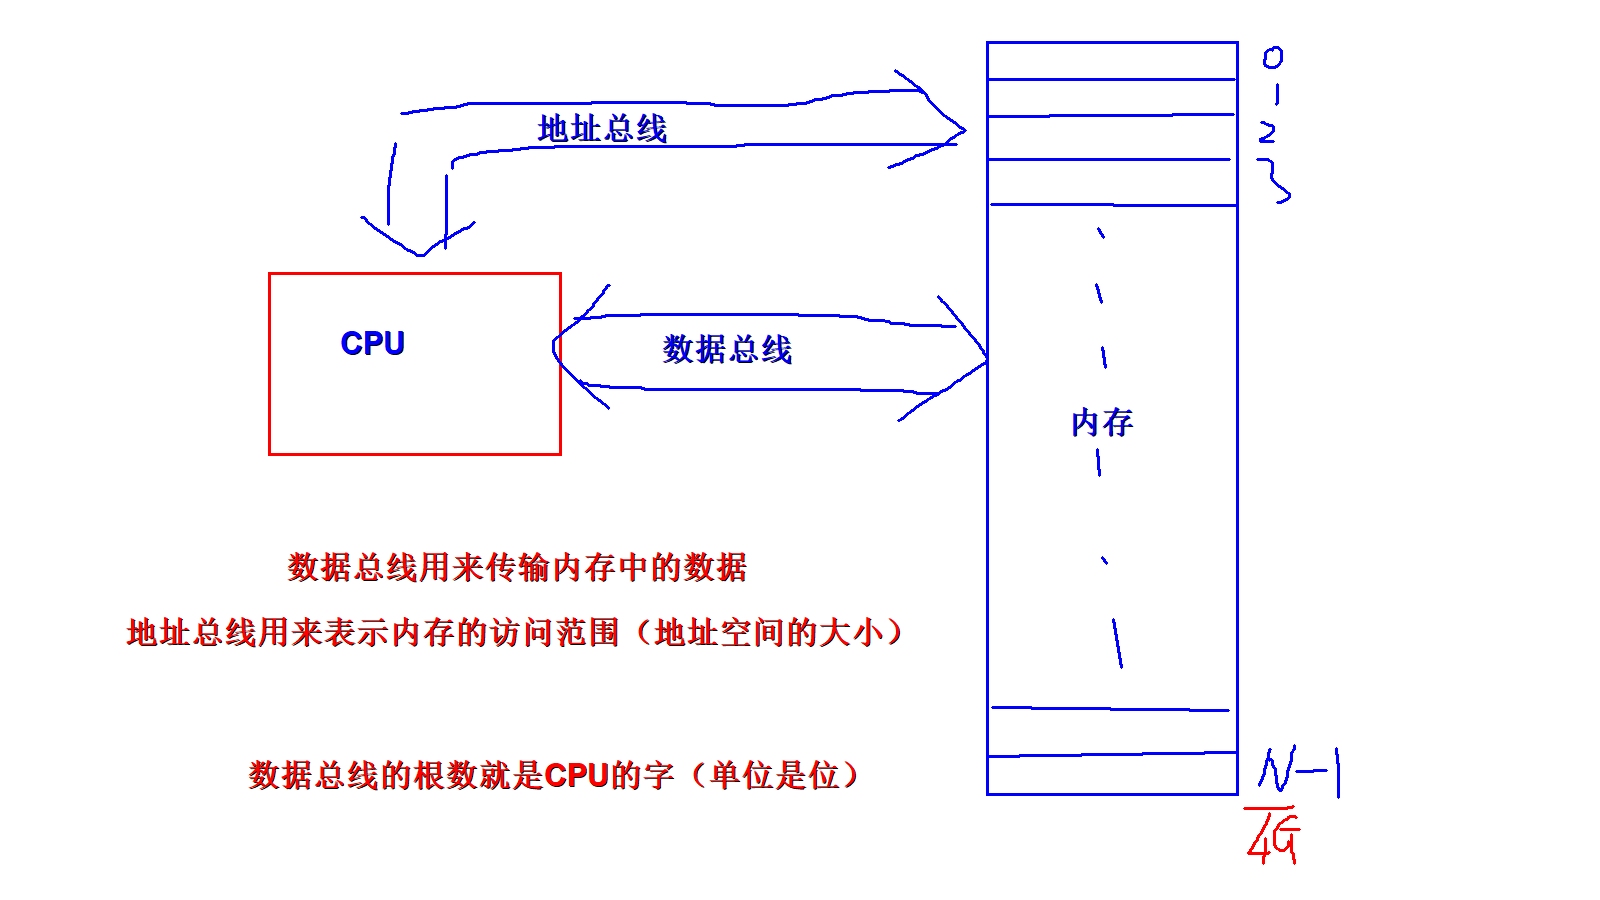 0
地址总线
1
2
3
CPU
数据总线
内存
数据总线用来传输内存中的数据
地址总线用来表示内存的访问范围（地址空间的大小）
数据总线的根数就是CPU的字（单位是位）
N-1
4G